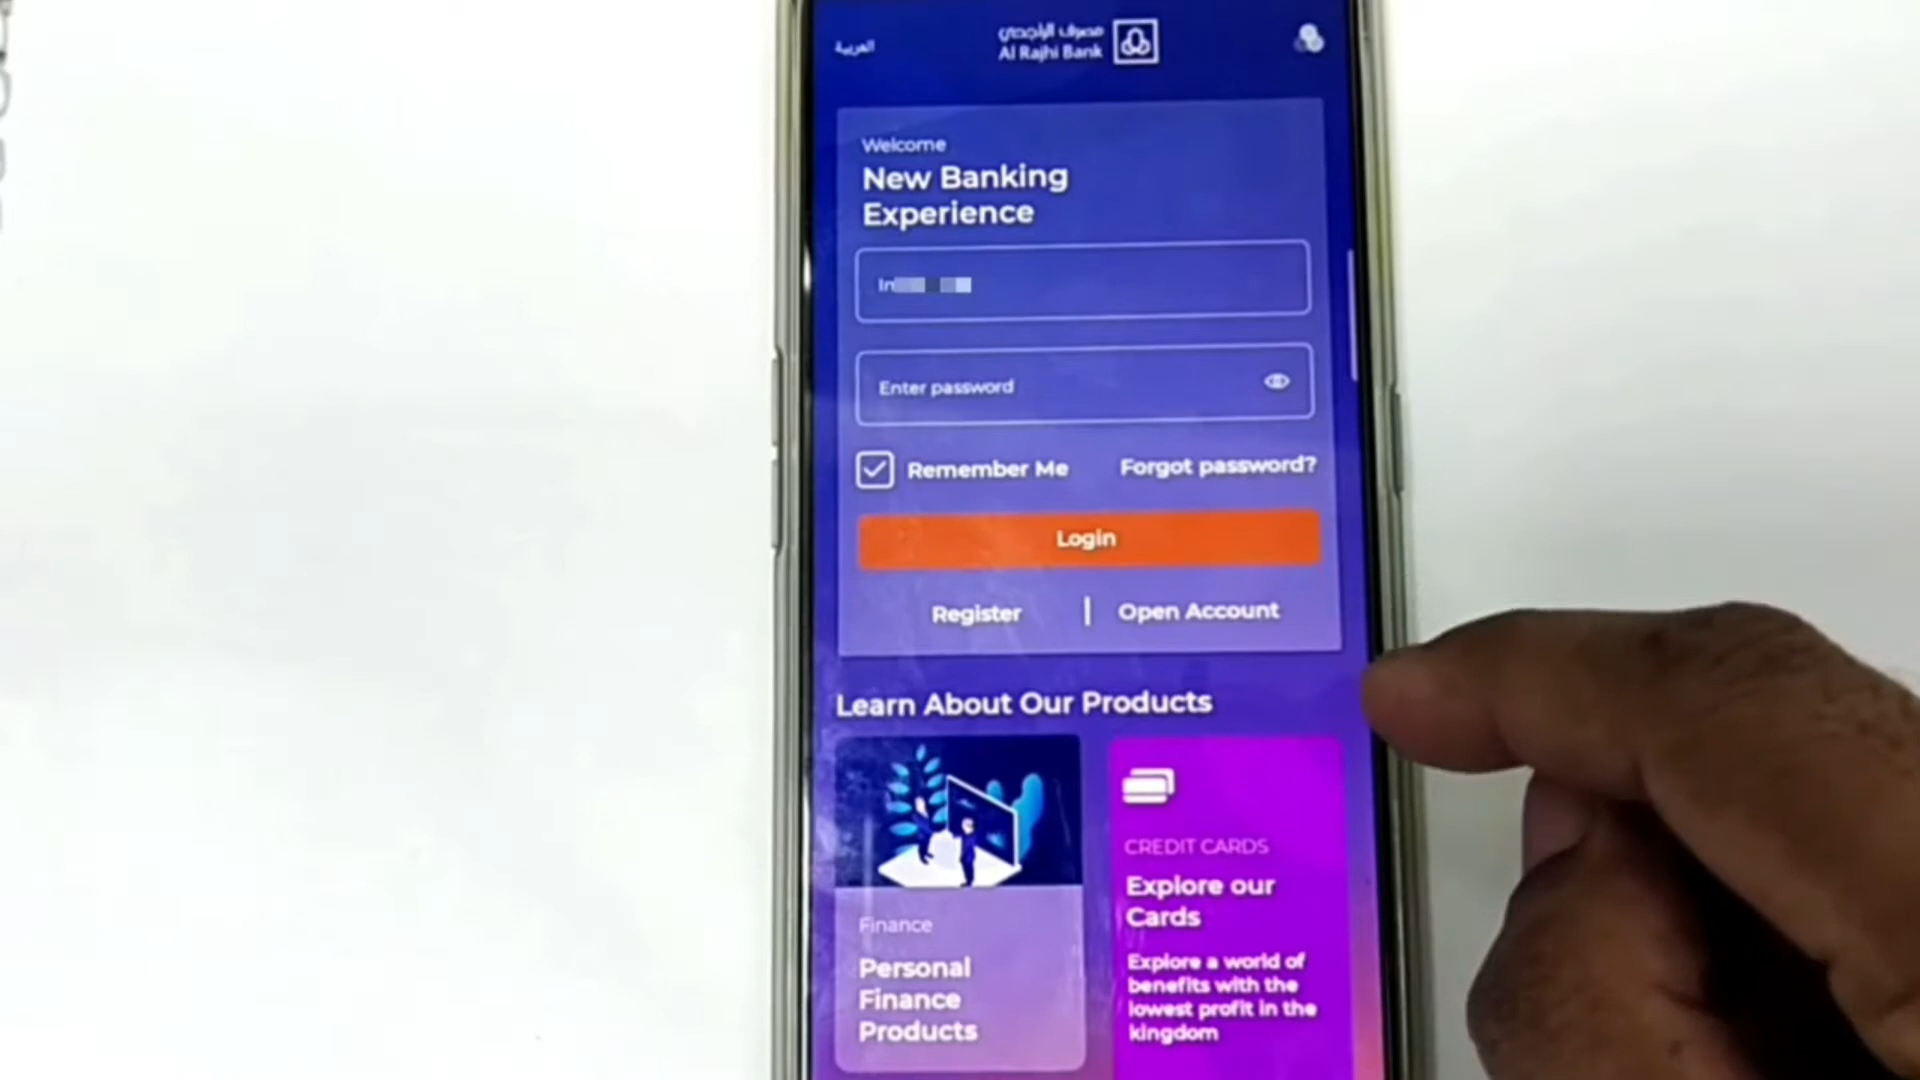 العربية
مصرف الراجحي
Al Rajhi Bank
Welcome
New Banking
Experience
In
Enter password
Remember Me
Forgot password?
Login
Register | Open Account
Learn About Our Products
Finance
Personal
Finance
Products
CREDIT CARDS
Explore our
Cards
Explore a world of
benefits with the
lowest profit in the
kingdom